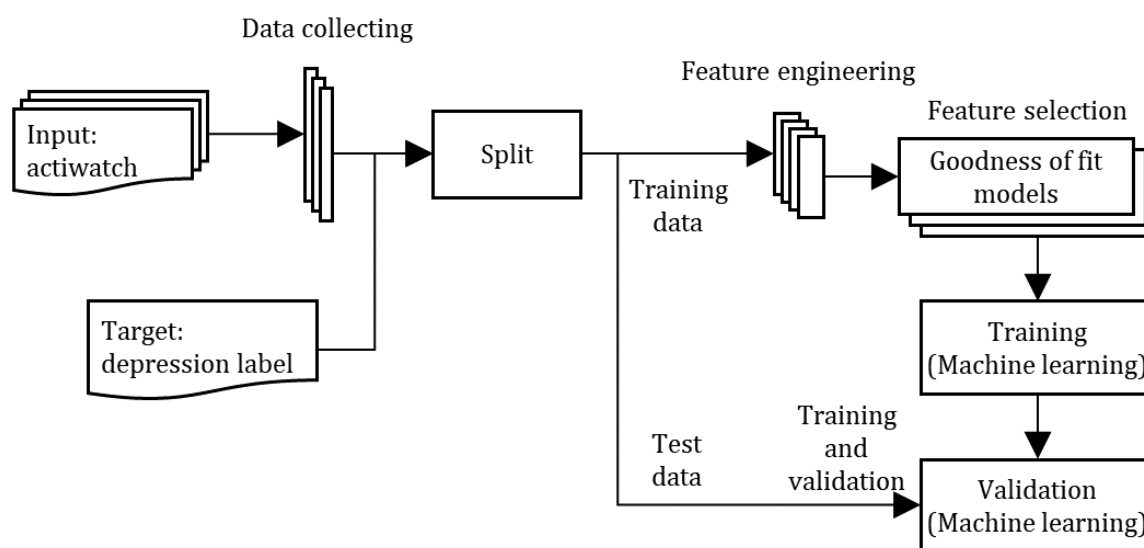 Data collecting
Feature engineering
Feature selection
Input:
actiwatch
Split
Goodness of fit
models
Training
data
Target:
depression label
Training
(Machine learning)
Test
data
Training
and
validation
Validation
(Machine learning)